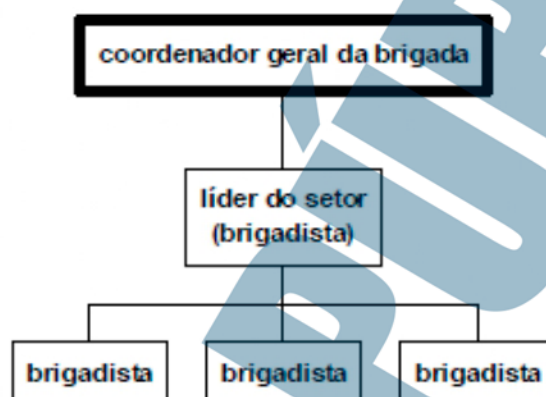 coordenador geral da brigada
líder do setor
(brigadista)
brigadista brigadista brigadista